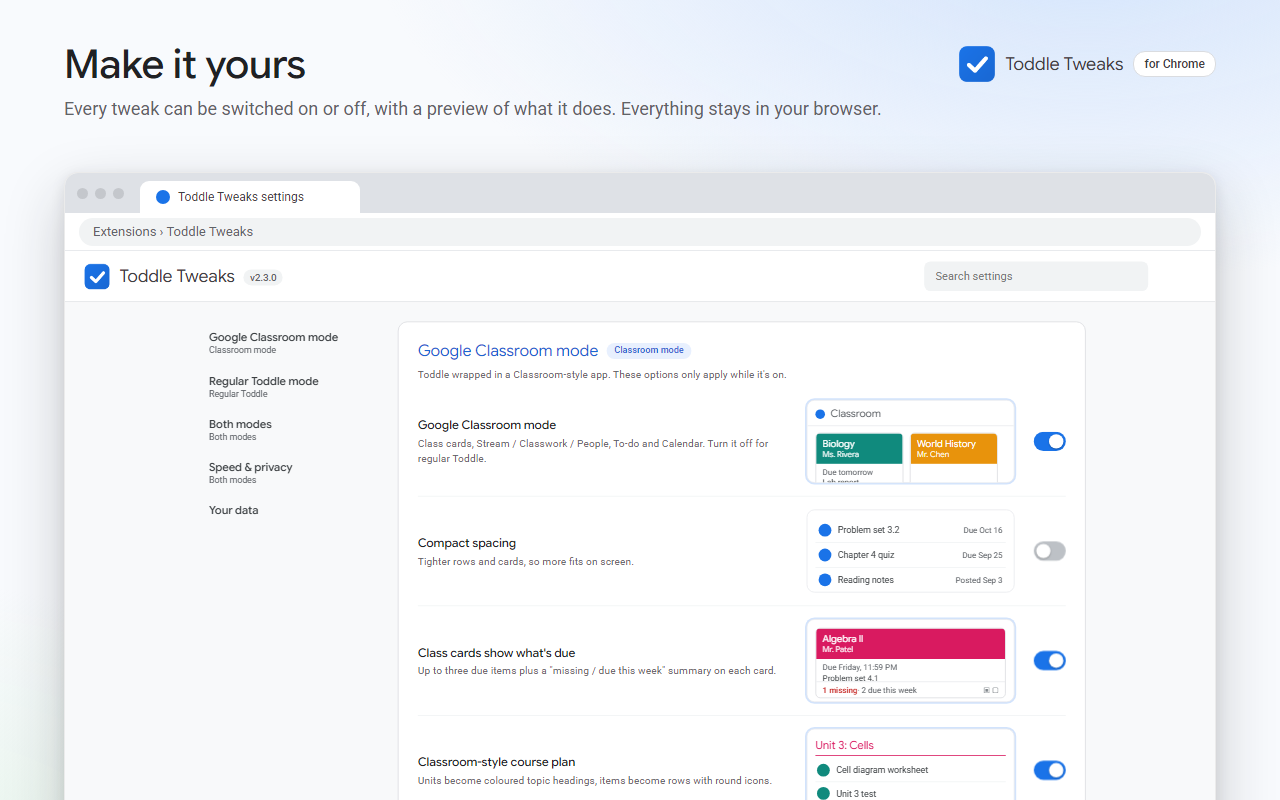 Make it yours
Toddle Tweaks
for Chrome
Every tweak can be switched on or off, with a preview of what it does. Everything stays in your browser.
Toddle Tweaks settings
Extensions › Toddle Tweaks
Toddle Tweaks
v2.3.0
Search settings
Google Classroom mode
Classroom mode
Regular Toddle mode
Regular Toddle
Both modes
Both modes
Speed & privacy
Both modes
Your data
Google Classroom mode
Classroom mode
Toddle wrapped in a Classroom-style app. These options only apply while it's on.
Google Classroom mode
Class cards, Stream / Classwork / People, To-do and Calendar. Turn it off for
regular Toddle.
Classroom
Biology
Ms. Rivera
World History
Mr. Chen
Due tomorrow
Lab report
Compact spacing
Tighter rows and cards, so more fits on screen.
Problem set 3.2
Due Oct 16
Chapter 4 quiz
Due Sep 25
Reading notes
Posted Sep 3
Class cards show what's due
Up to three due items plus a "missing / due this week" summary on each card.
Algebra II
Mr. Patel
Due Friday, 11:59 PM
Problem set 4.1
1 missing · 2 due this week
Classroom-style course plan
Units become coloured topic headings, items become rows with round icons.
Unit 3: Cells
Cell diagram worksheet
Unit 3 test